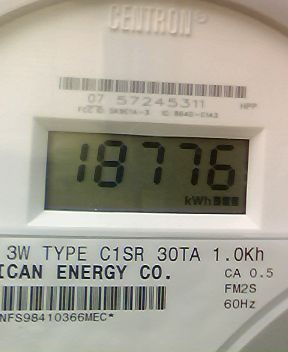 CENTRON®
07 57245311
HPP
18776
kWh
3W TYPE C1SR 30TA 1.0Kh
ICAN ENERGY CO.
CA 0.5
FM2S
60Hz
NFS98410366MEC*